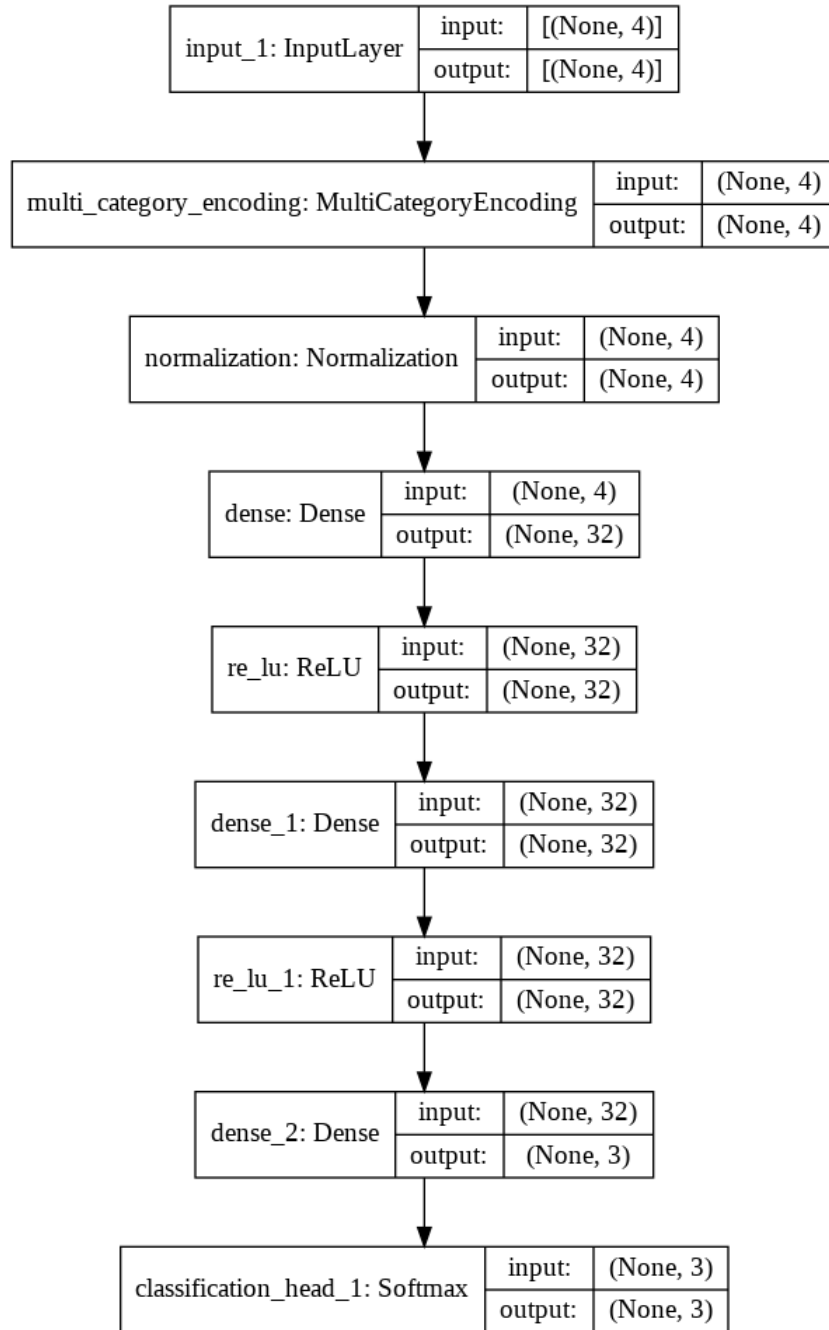 input_1: InputLayer
input: [(None, 4)]
output: [(None, 4)]
multi_category_encoding: MultiCategoryEncoding
input: (None, 4)
output: (None, 4)
normalization: Normalization
input: (None, 4)
output: (None, 4)
dense: Dense
input: (None, 4)
output: (None, 32)
re_lu: ReLU
input: (None, 32)
output: (None, 32)
dense_1: Dense
input: (None, 32)
output: (None, 32)
re_lu_1: ReLU
input: (None, 32)
output: (None, 32)
dense_2: Dense
input: (None, 32)
output: (None, 3)
classification_head_1: Softmax
input: (None, 3)
output: (None, 3)